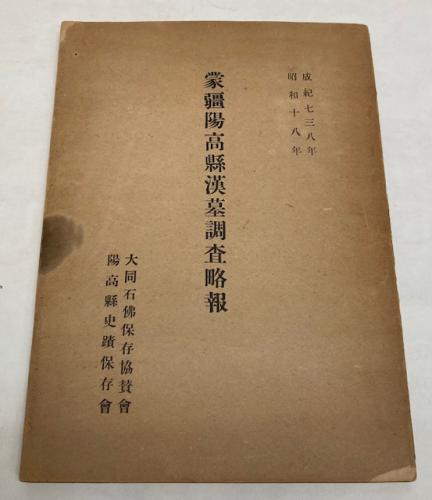 成紀七三八年
昭和十八年
蒙疆陽高縣漢墓調査略報
大同石佛保存協賛會
陽高縣史蹟保存會